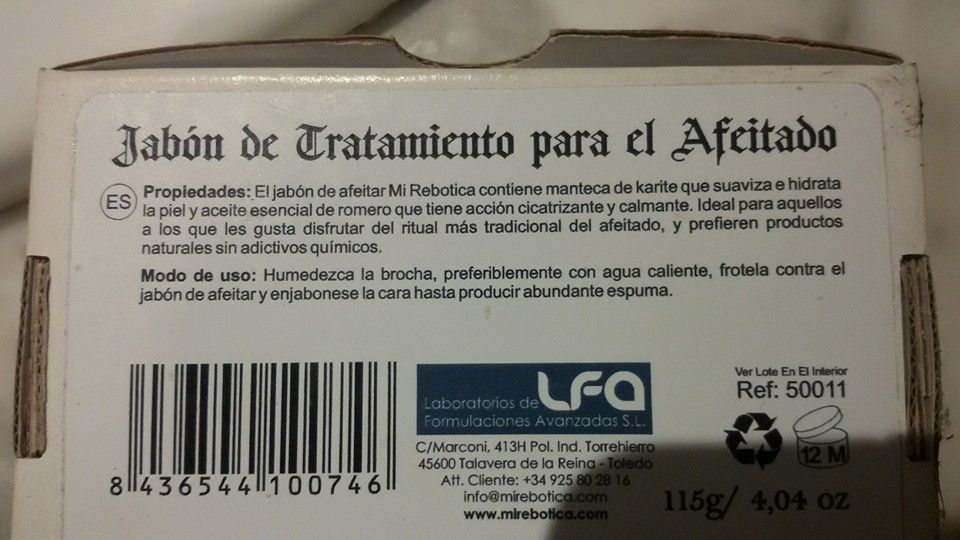 Jabón de Tratamiento para el Afeitado
ES
Propiedades: El jabón de afeitar Mi Rebotica contiene manteca de karite que suaviza e hidrata
la piel y aceite esencial de romero que tiene acción cicatrizante y calmante. Ideal para aquellos
a los que les gusta disfrutar del ritual más tradicional del afeitado, y prefieren productos
naturales sin adictivos químicos.
Modo de uso: Humedezca la brocha, preferiblemente con agua caliente, frotela contra el
jabón de afeitar y enjabonese la cara hasta producir abundante espuma.
8 436544 100746
Laboratorios de LFA
Formulaciones Avanzadas S.L.
C/Marconi, 413H Pol. Ind. Torrehierro
45600 Talavera de la Reina - Toledo
Att. Cliente: +34 925 80 28 16
info@mirebotica.com
www.mirebotica.com
Ver Lote En El Interior
Ref: 50011
12 M
115g/ 4,04 oz